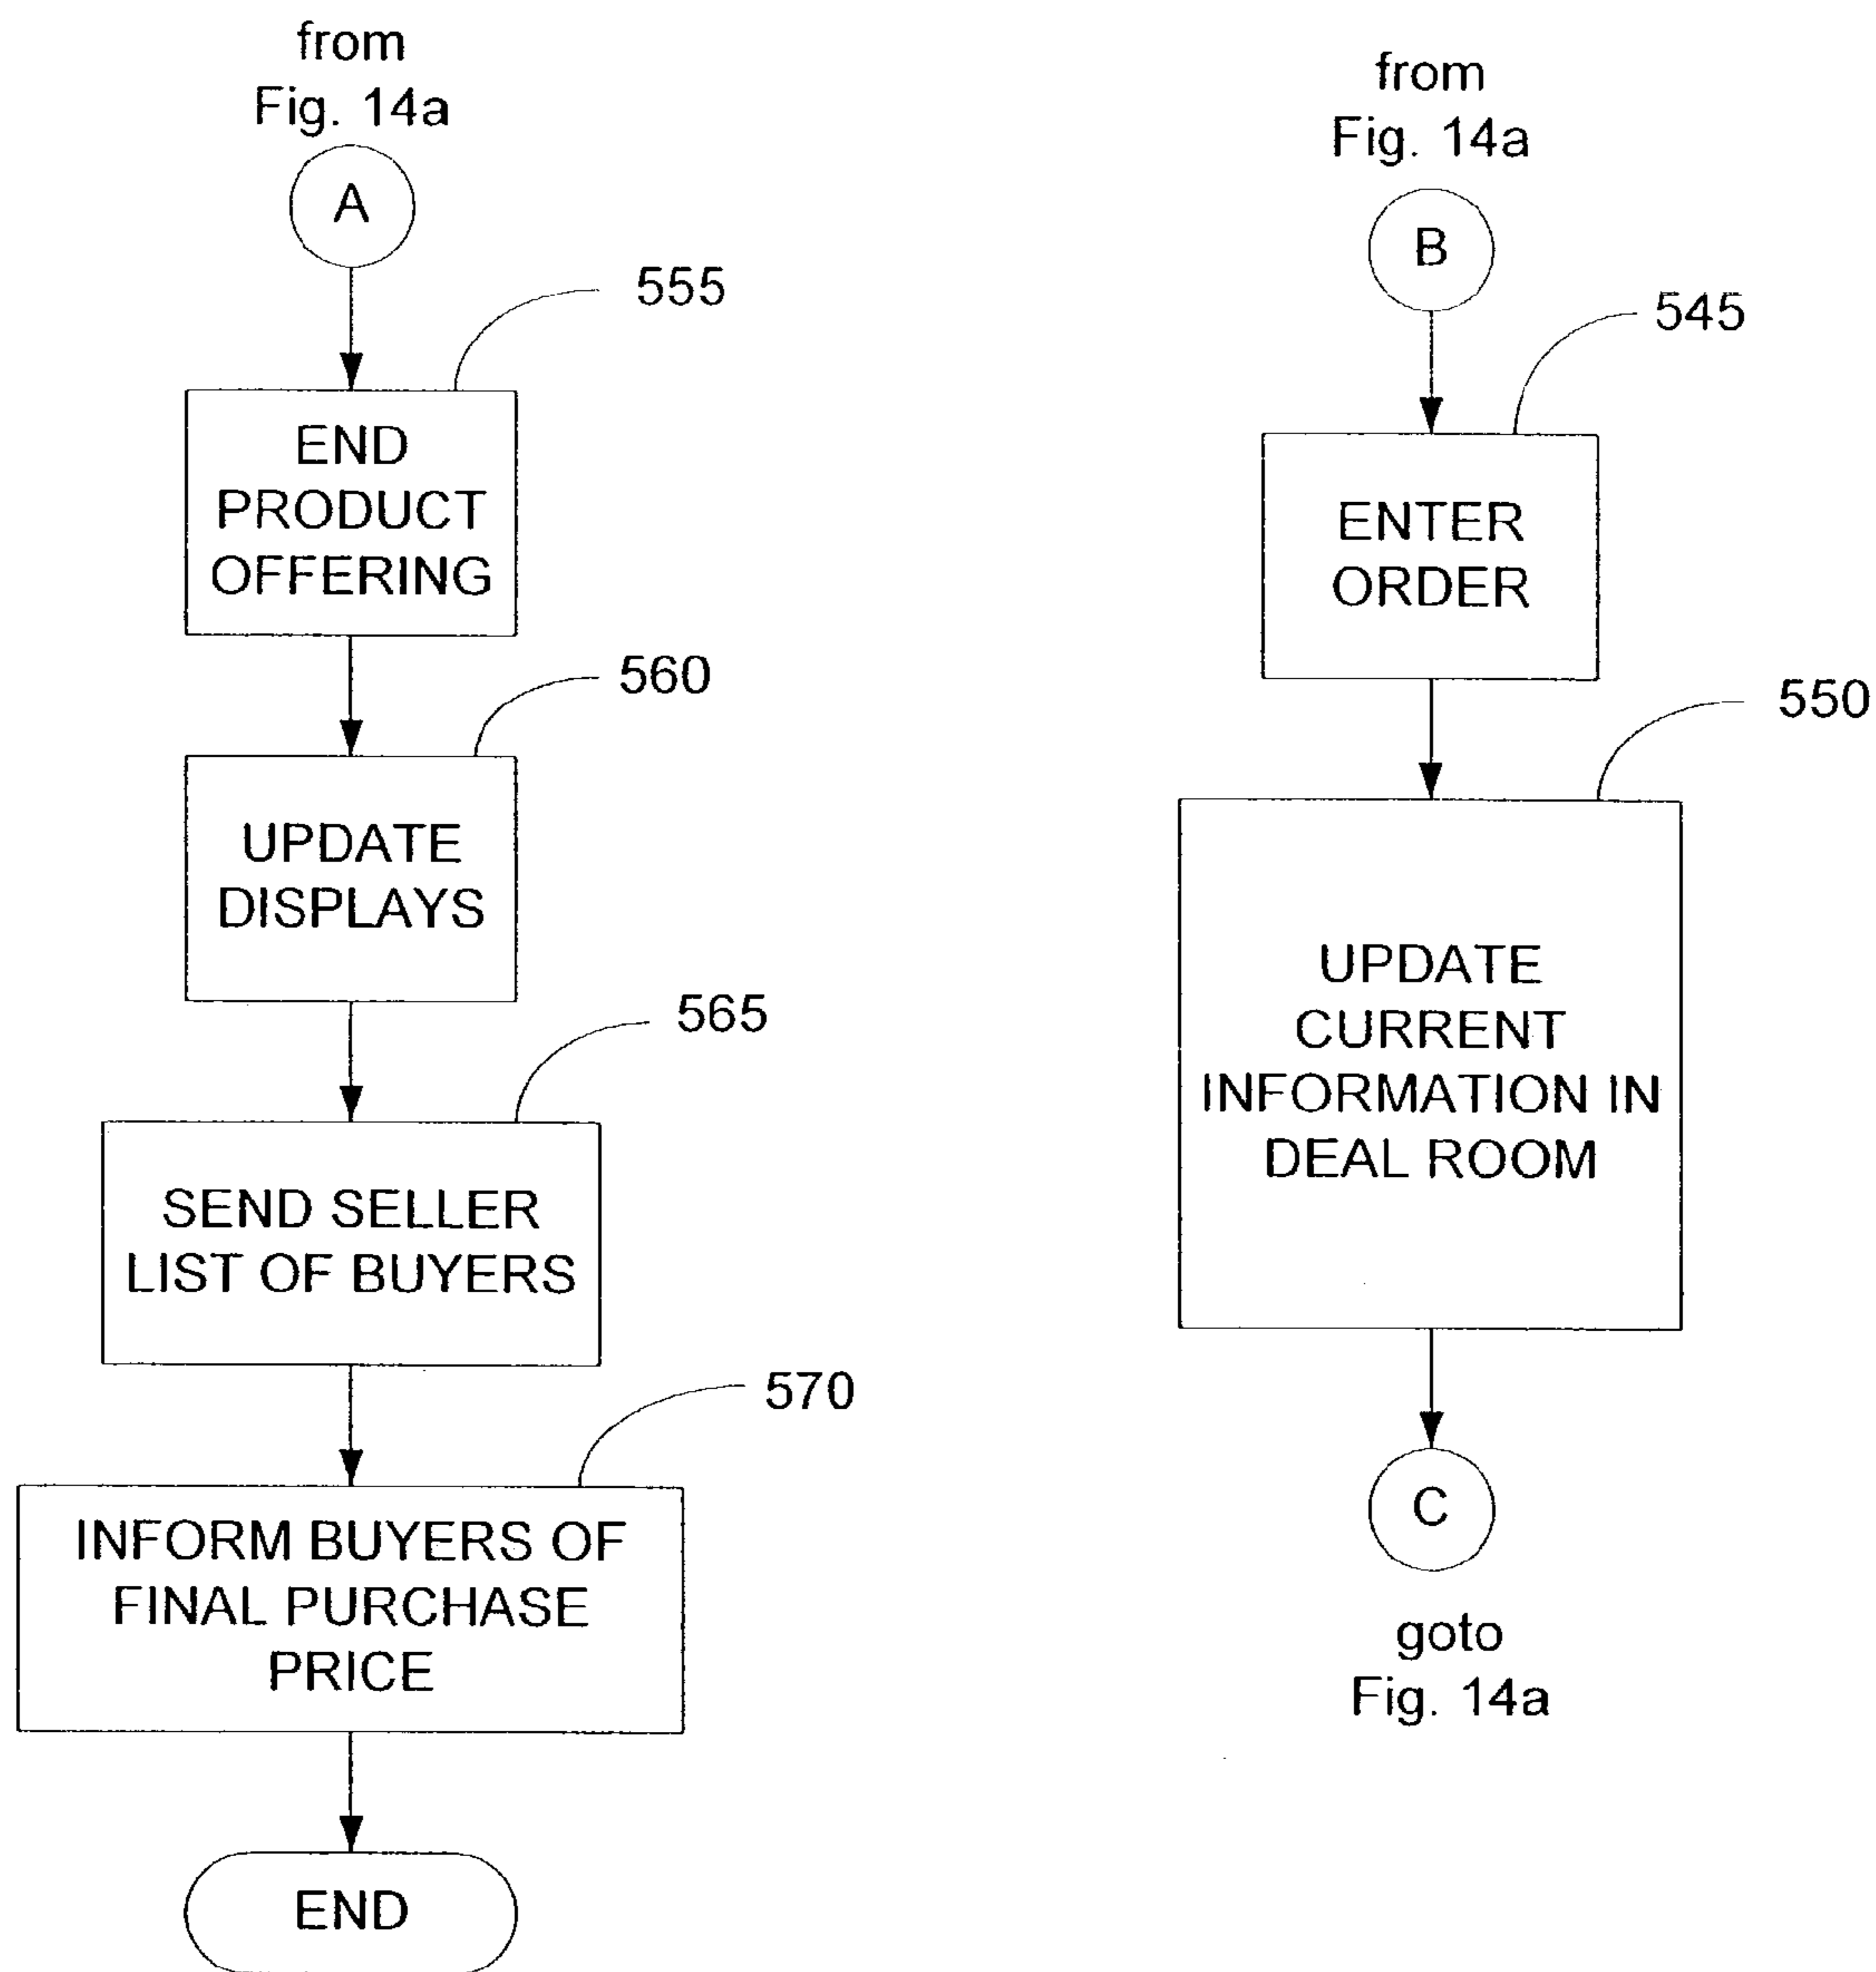 from
Fig. 14a
A
555
END
PRODUCT
OFFERING
560
UPDATE
DISPLAYS
565
SEND SELLER
LIST OF BUYERS
570
INFORM BUYERS OF
FINAL PURCHASE
PRICE
END
from
Fig. 14a
B
545
ENTER
ORDER
550
UPDATE
CURRENT
INFORMATION IN
DEAL ROOM
C
goto
Fig. 14a